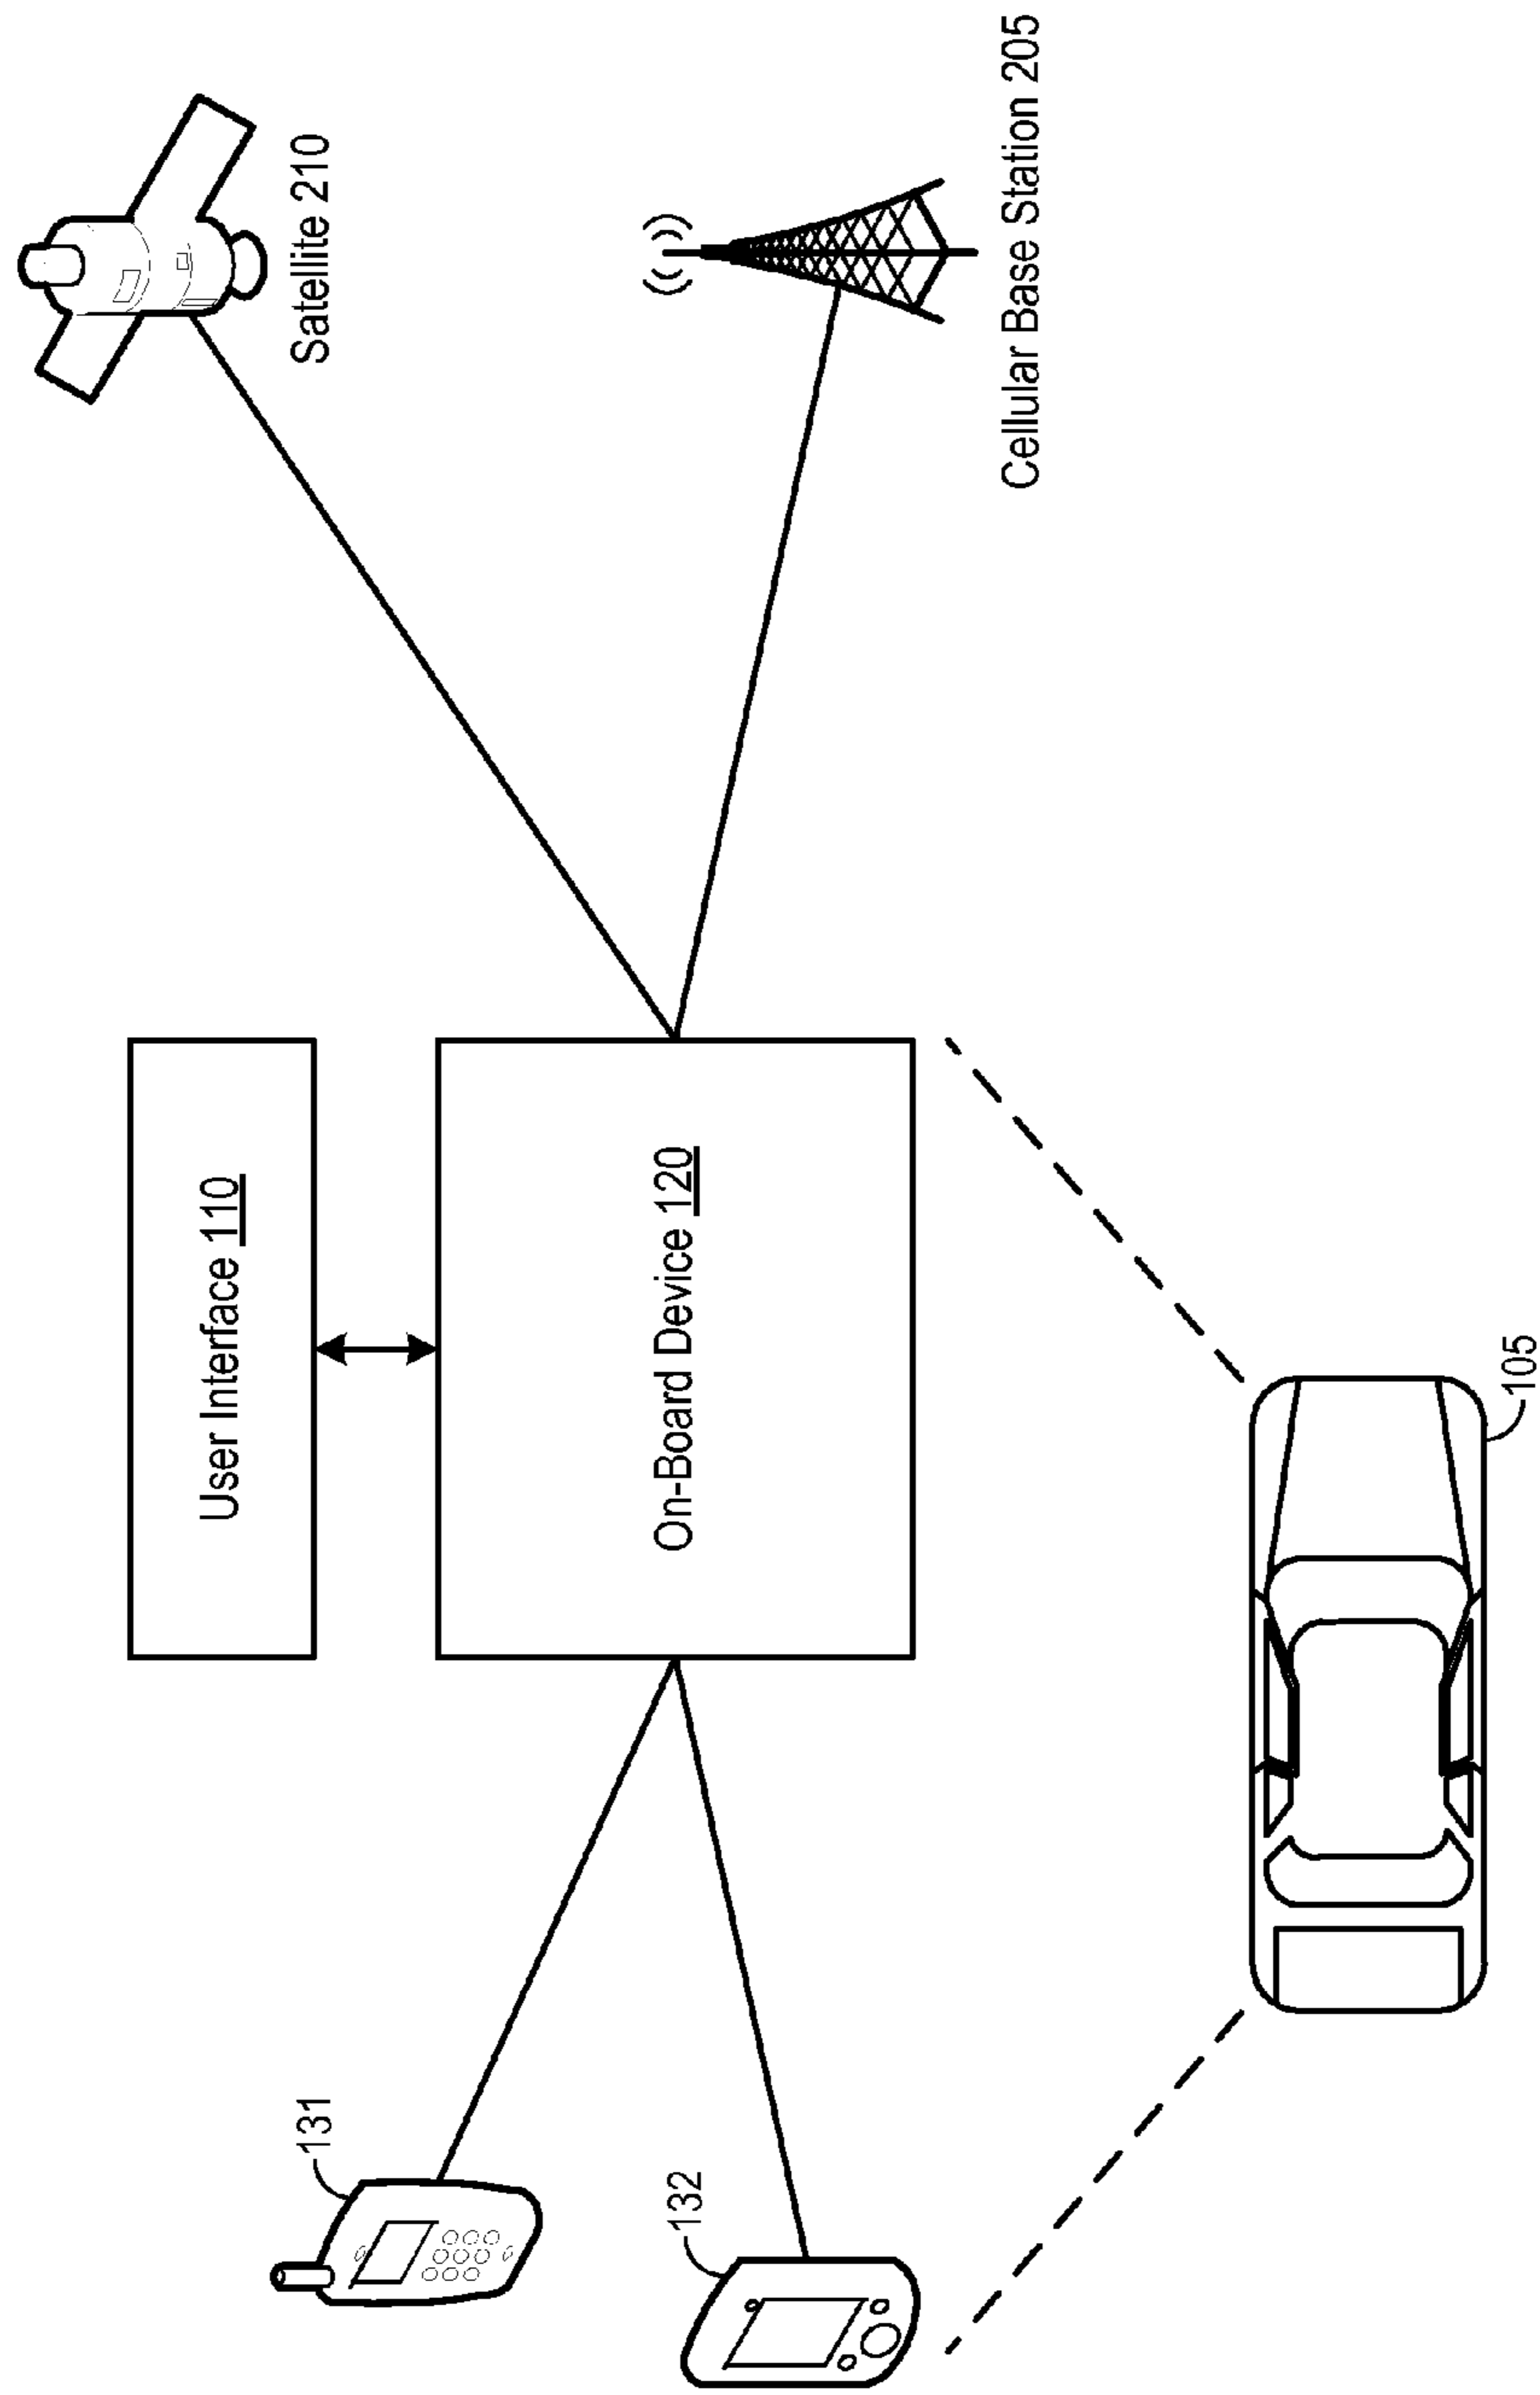 131
132
User Interface 110
On-Board Device 120
Satellite 210
Cellular Base Station 205
105